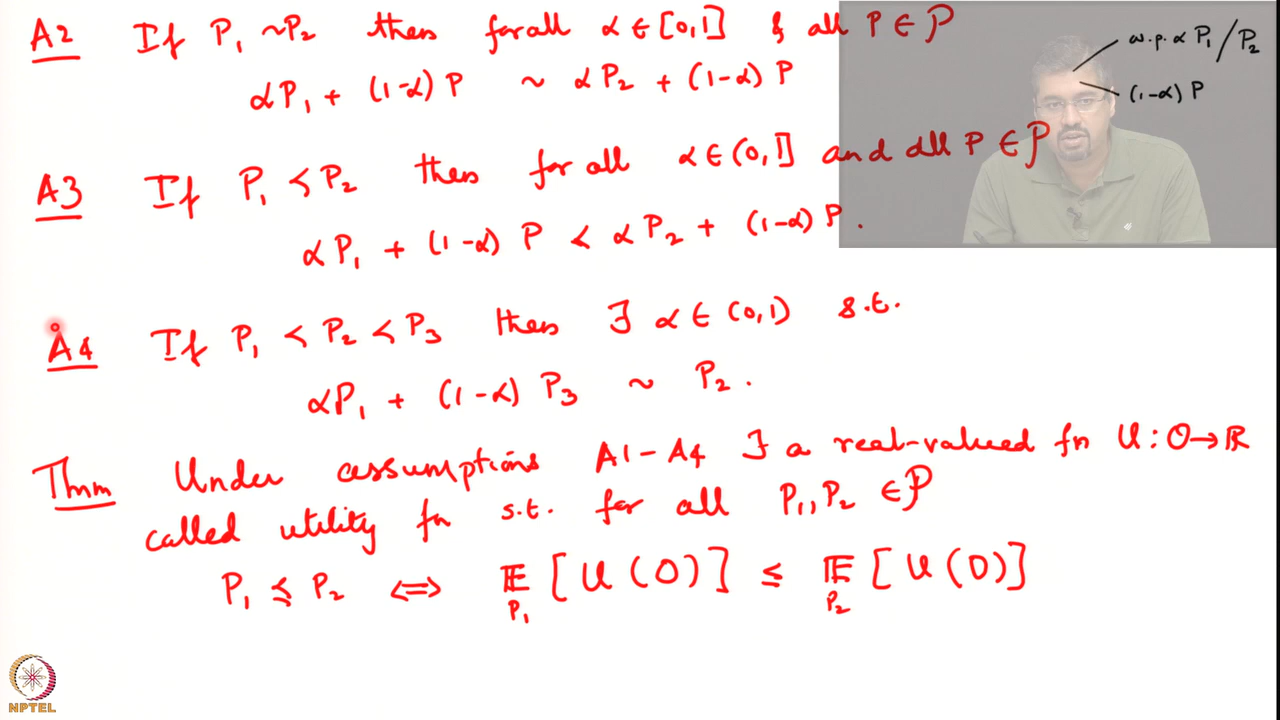 A2 If P₁ ~ P₂ then for all α ∈ [0,1] & all P ∈ 𝒫
αP₁ + (1-α) P ~ αP₂ + (1-α) P
w.p. α P₁/P₂
(1-α) P
A3 If P₁ < P₂ then for all α ∈ (0,1] and all P ∈ 𝒫
αP₁ + (1-α) P < αP₂ + (1-α) P.
A4 If P₁ < P₂ < P₃ then ∃ α ∈ (0,1) s.t.
αP₁ + (1-α) P₃ ~ P₂.
Thm Under assumptions A1-A4 ∃ a real-valued fn U : O→ℝ
called utility fn s.t. for all P₁, P₂ ∈ 𝒫
P₁ ≲ P₂ ⇔ 𝔼_P₁ [U(O)] ≤ 𝔼_P₂ [U(O)]
NPTEL